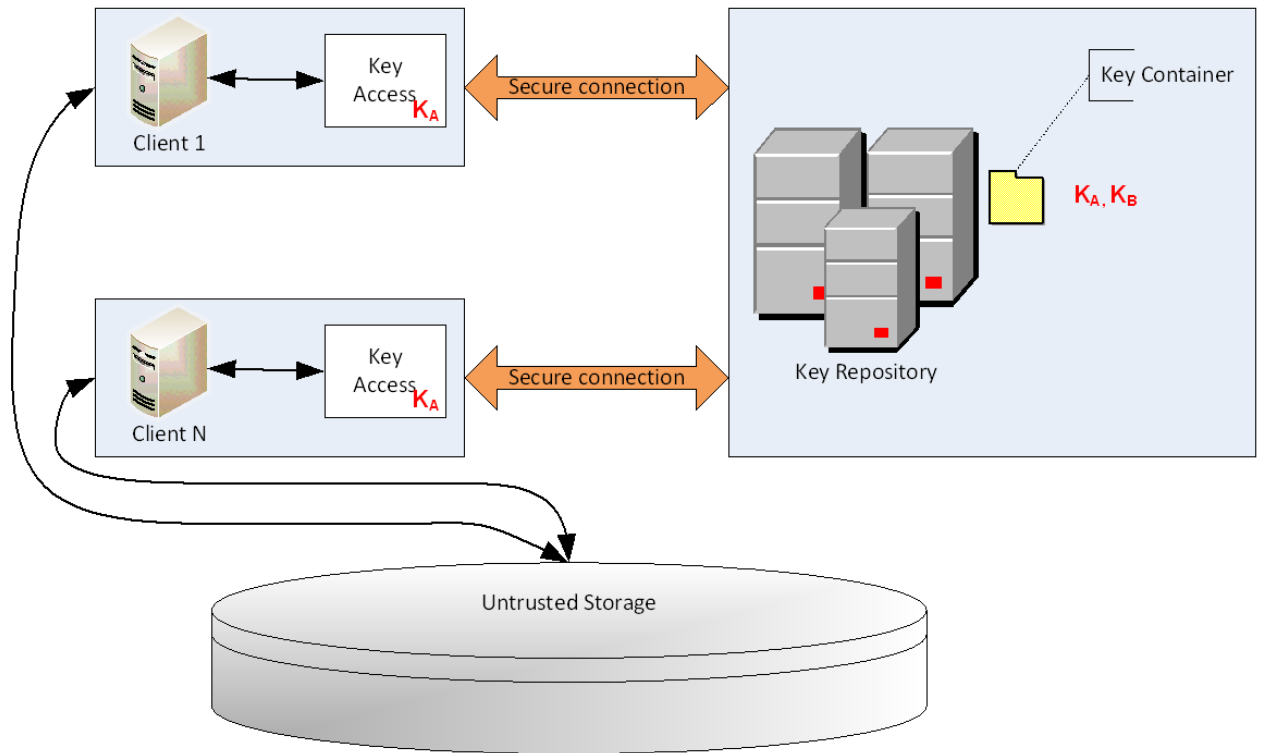 Key
Access
KA
Client 1
Secure connection
Key Container
KA, KB
Key
Access
KA
Client N
Secure connection
Key Repository
Untrusted Storage